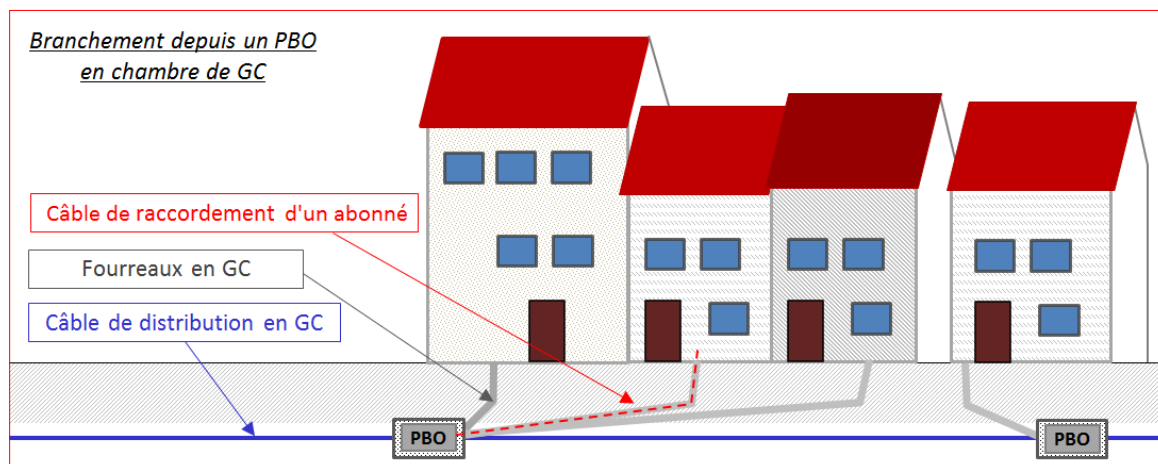 Branchement depuis un PBO
en chambre de GC
Câble de raccordement d'un abonné
Fourreaux en GC
Câble de distribution en GC
PBO
PBO